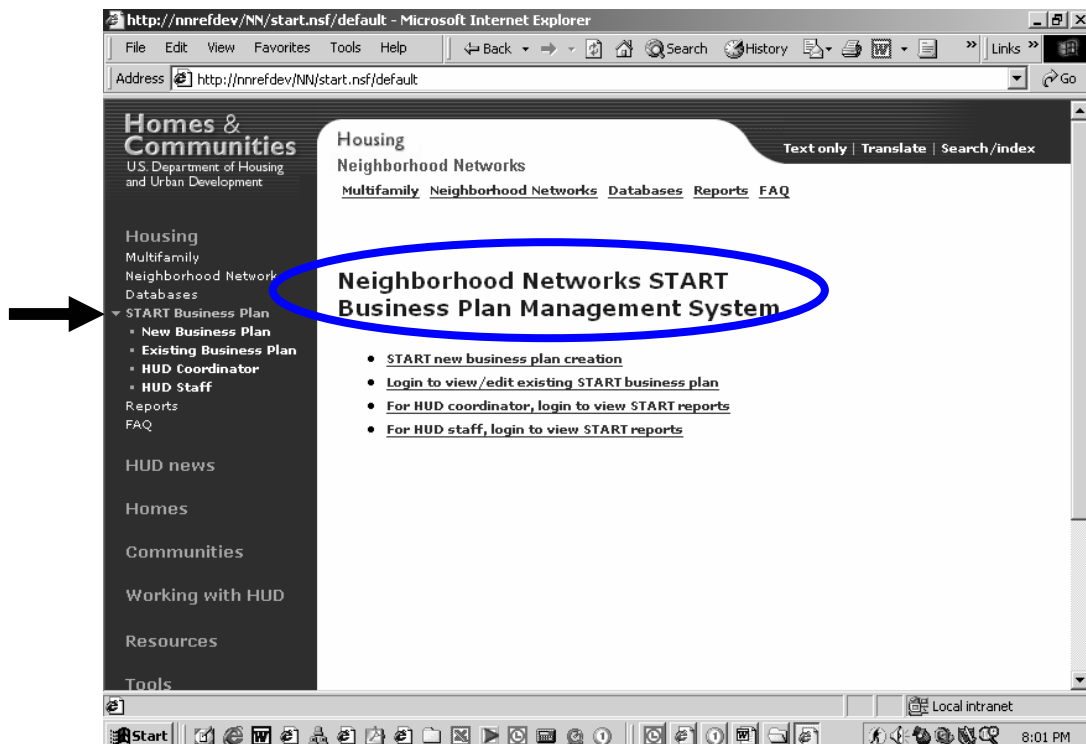 http://nnrefdev/NN/start.nsf/default - Microsoft Internet Explorer
File Edit View Favorites Tools Help Back Search History » Links »
Address http://nnrefdev/NN/start.nsf/default Go
Homes &
Communities
U.S. Department of Housing
and Urban Development
Housing
Neighborhood Networks
Text only | Translate | Search/index
Multifamily Neighborhood Networks Databases Reports FAQ
Housing
Multifamily
Neighborhood Network
Databases
START Business Plan
New Business Plan
Existing Business Plan
HUD Coordinator
HUD Staff
Reports
FAQ
HUD news
Homes
Communities
Working with HUD
Resources
Tools
Neighborhood Networks START
Business Plan Management System
• START new business plan creation
• Login to view/edit existing START business plan
• For HUD coordinator, login to view START reports
• For HUD staff, login to view START reports
Local intranet
Start 8:01 PM